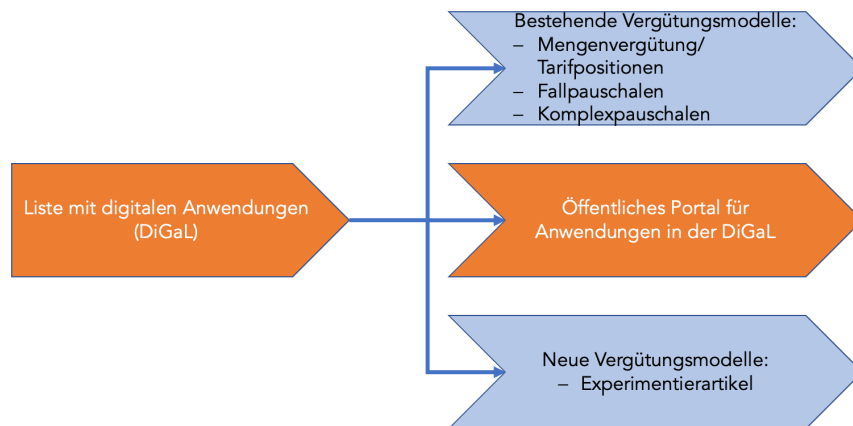 Bestehende Vergütungsmodelle:
– Mengenvergütung/
Tarifpositionen
– Fallpauschalen
– Komplexpauschalen
Liste mit digitalen Anwendungen
(DiGaL)
Öffentliches Portal für
Anwendungen in der DiGaL
Neue Vergütungsmodelle:
– Experimentierartikel